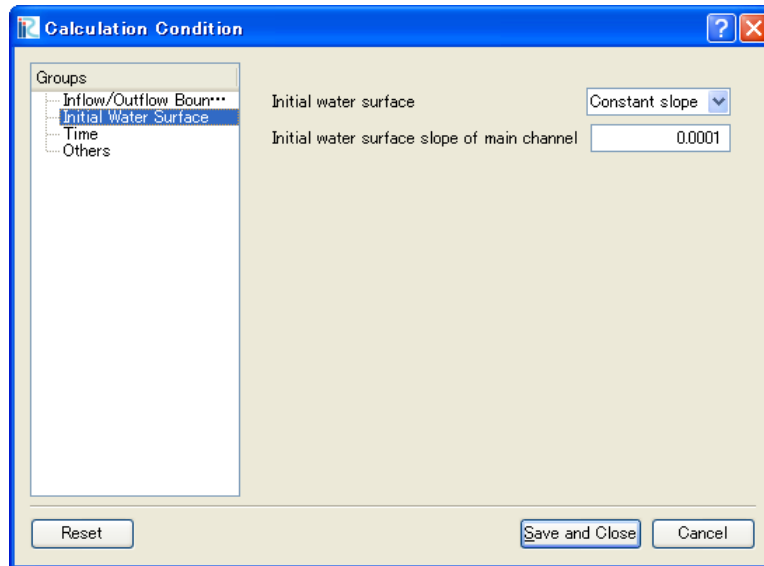 Calculation Condition
Groups
Inflow/Outflow Boun...
Initial Water Surface
Time
Others
Initial water surface
Constant slope
Initial water surface slope of main channel
0.0001
Reset
Save and Close
Cancel